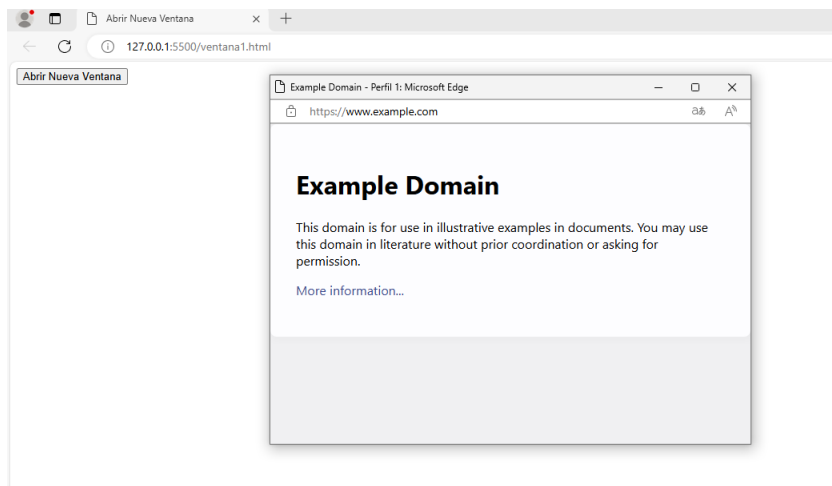 Abrir Nueva Ventana
127.0.0.1:5500/ventana1.html
Abrir Nueva Ventana
Example Domain - Perfil 1: Microsoft Edge
https://www.example.com
aあ A
Example Domain
This domain is for use in illustrative examples in documents. You may use
this domain in literature without prior coordination or asking for
permission.
More information...